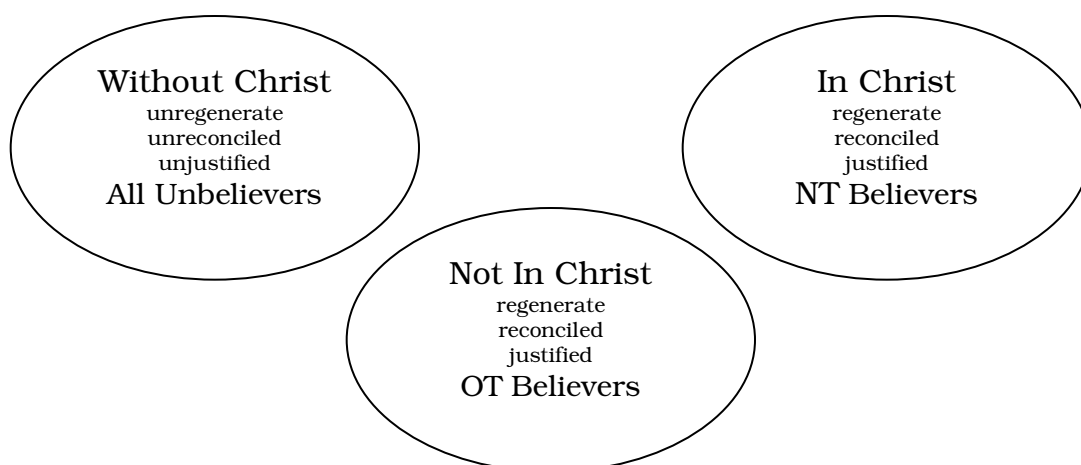 Without Christ
unregenerate
unreconciled
unjustified
All Unbelievers
In Christ
regenerate
reconciled
justified
NT Believers
Not In Christ
regenerate
reconciled
justified
OT Believers